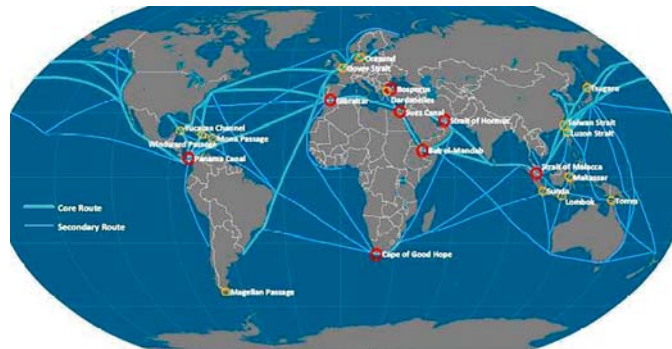 Oresund
Dover Strait
Bosporus
Dardanelles
Gibraltar
Suez Canal
Strait of Hormuz
Tsugaru
Yucatan Channel
Windward Passage
Mona Passage
Panama Canal
Bab el-Mandab
Taiwan Strait
Luzon Strait
Strait of Malacca
Makassar
Sunda
Lombok
Torres
Core Route
Secondary Route
Cape of Good Hope
Magellan Passage